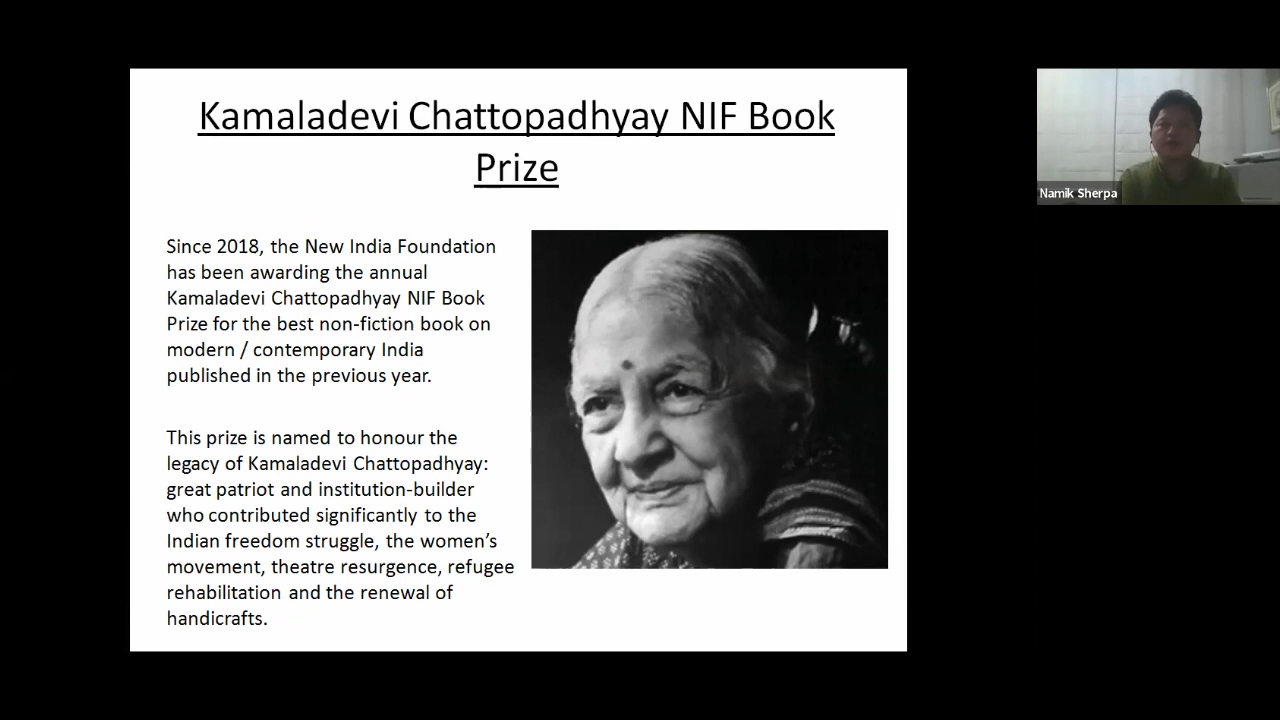 Kamaladevi Chattopadhyay NIF Book
Prize
Since 2018, the New India Foundation
has been awarding the annual
Kamaladevi Chattopadhyay NIF Book
Prize for the best non-fiction book on
modern / contemporary India
published in the previous year.
This prize is named to honour the
legacy of Kamaladevi Chattopadhyay:
great patriot and institution-builder
who contributed significantly to the
Indian freedom struggle, the women’s
movement, theatre resurgence, refugee
rehabilitation and the renewal of
handicrafts.
Namik Sherpa